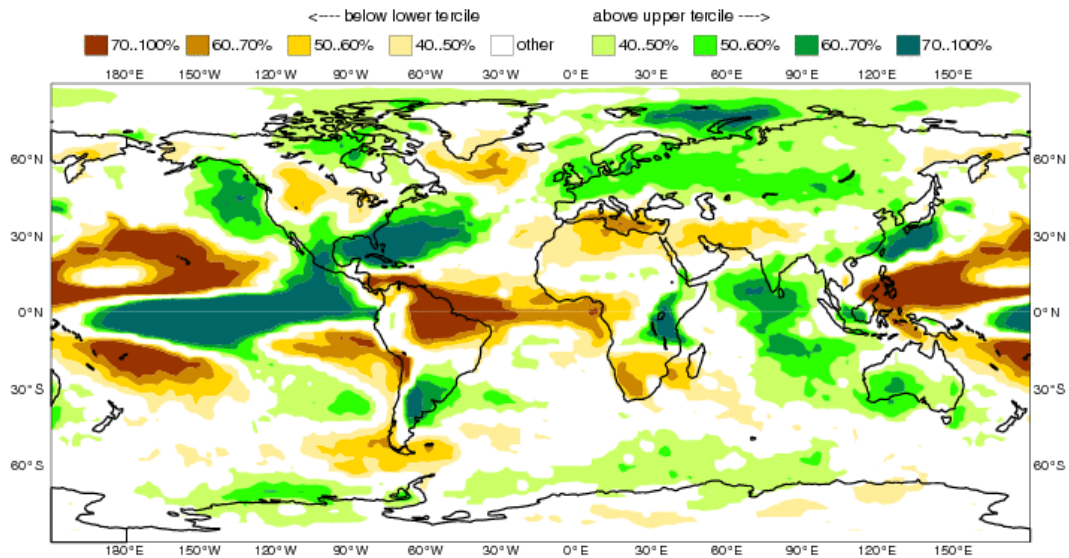 <---- below lower tercile above upper tercile ---->
70..100% 60..70% 50..60% 40..50% other 40..50% 50..60% 60..70% 70..100%
180°E 150°W 120°W 90°W 60°W 30°W 0°E 30°E 60°E 90°E 120°E 150°E
60°N 60°N
30°N 30°N
0°N 0°N
30°S 30°S
60°S 60°S
180°E 150°W 120°W 90°W 60°W 30°W 0°E 30°E 60°E 90°E 120°E 150°E